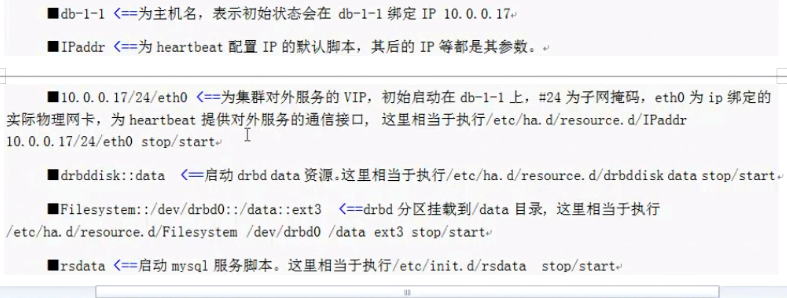 ■db-1-1 <==为主机名，表示初始状态会在 db-1-1 绑定 IP 10.0.0.17↵
■IPaddr <==为 heartbeat 配置 IP 的默认脚本，其后的 IP 等都是其参数。↵
■10.0.0.17/24/eth0 <==为集群对外服务的 VIP，初始启动在 db-1-1 上，#24 为子网掩码，eth0 为 ip 绑定的
实际物理网卡，为 heartbeat 提供对外服务的通信接口, 这里相当于执行/etc/ha.d/resource.d/IPaddr
10.0.0.17/24/eth0 stop/start↵
■drbddisk::data <==启动 drbd data 资源。这里相当于执行/etc/ha.d/resource.d/drbddisk data stop/start↵
■Filesystem::/dev/drbd0::/data::ext3 <==drbd 分区挂载到/data 目录，这里相当于执行
/etc/ha.d/resource.d/Filesystem /dev/drbd0 /data ext3 stop/start↵
■rsdata <==启动 mysql 服务脚本。这里相当于执行/etc/init.d/rsdata stop/start↵